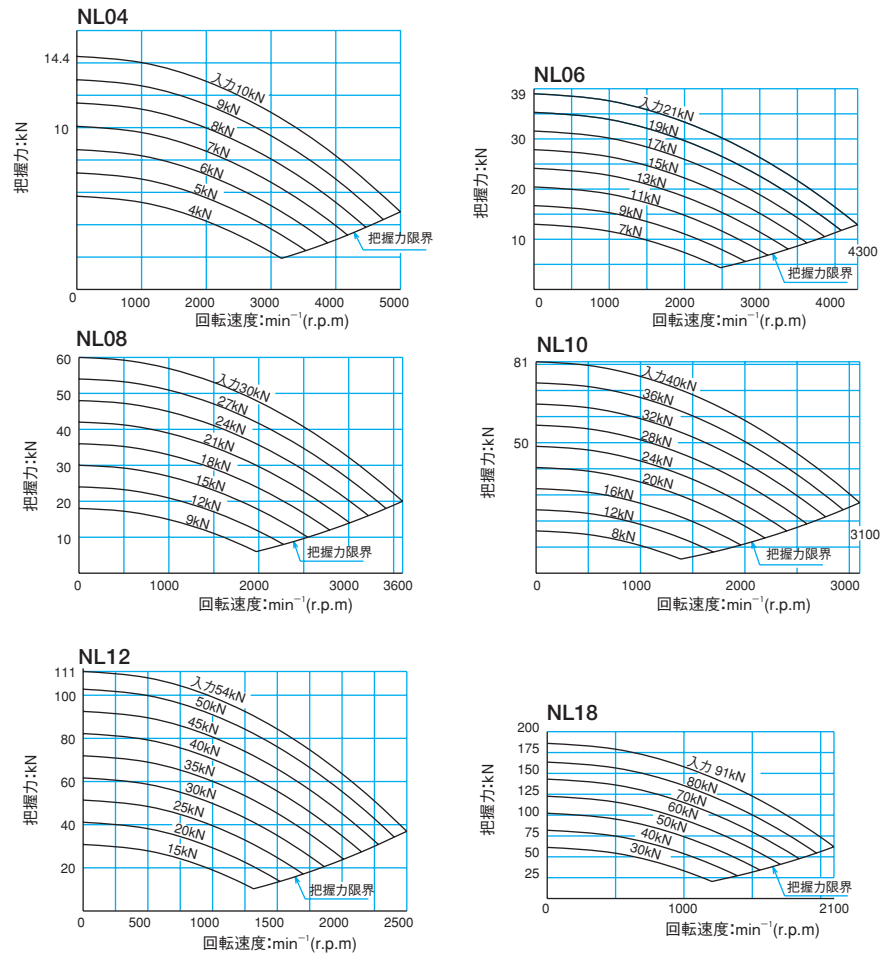 NL04
14.4
10
0
把握力:kN
入力10kN
9kN
8kN
7kN
6kN
5kN
4kN
把握力限界
1000
2000
3000
4000
5000
回転速度:min⁻¹(r.p.m)
NL06
39
30
20
10
把握力:kN
入力21kN
19kN
17kN
15kN
13kN
11kN
9kN
7kN
把握力限界
4300
0
1000
2000
3000
4000
回転速度:min⁻¹(r.p.m)
NL08
60
50
40
30
20
10
把握力:kN
入力30kN
27kN
24kN
21kN
18kN
15kN
12kN
9kN
把握力限界
0
1000
2000
3000
3600
回転速度:min⁻¹(r.p.m)
NL10
81
50
把握力:kN
入力40kN
36kN
32kN
28kN
24kN
20kN
16kN
12kN
8kN
把握力限界
3100
0
1000
2000
3000
回転速度:min⁻¹(r.p.m)
NL12
111
100
80
60
40
20
把握力:kN
入力54kN
50kN
45kN
40kN
35kN
30kN
25kN
20kN
15kN
把握力限界
0
500
1000
1500
2000
2500
回転速度:min⁻¹(r.p.m)
NL18
200
175
150
125
100
75
50
25
把握力:kN
入力 91kN
80kN
70kN
60kN
50kN
40kN
30kN
把握力限界
0
1000
2100
回転速度:min⁻¹(r.p.m)